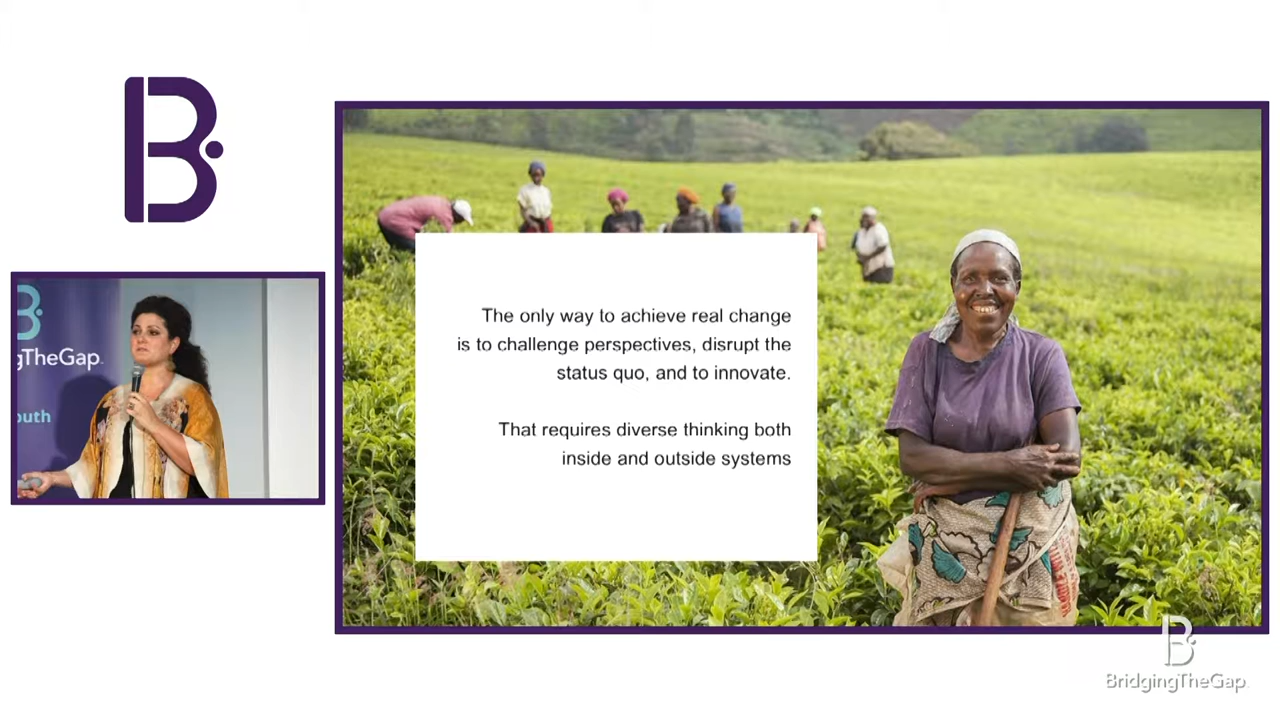 B
B
gTheGap.
outh
The only way to achieve real change
is to challenge perspectives, disrupt the
status quo, and to innovate.
That requires diverse thinking both
inside and outside systems
B
BridgingTheGap.